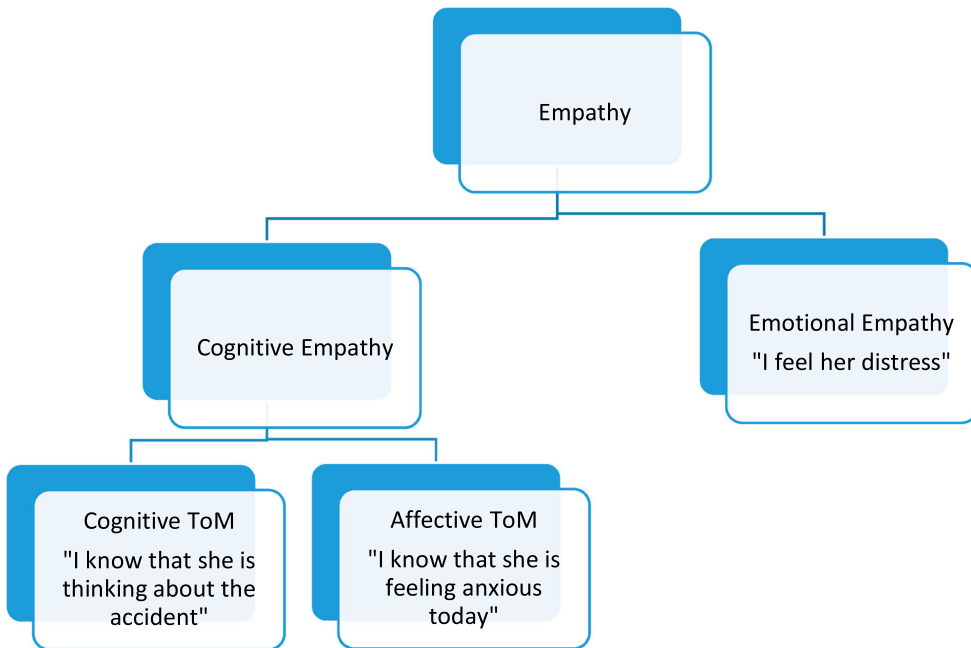 Empathy
Cognitive Empathy
Emotional Empathy
"I feel her distress"
Cognitive ToM
"I know that she is
thinking about the
accident"
Affective ToM
"I know that she is
feeling anxious
today"